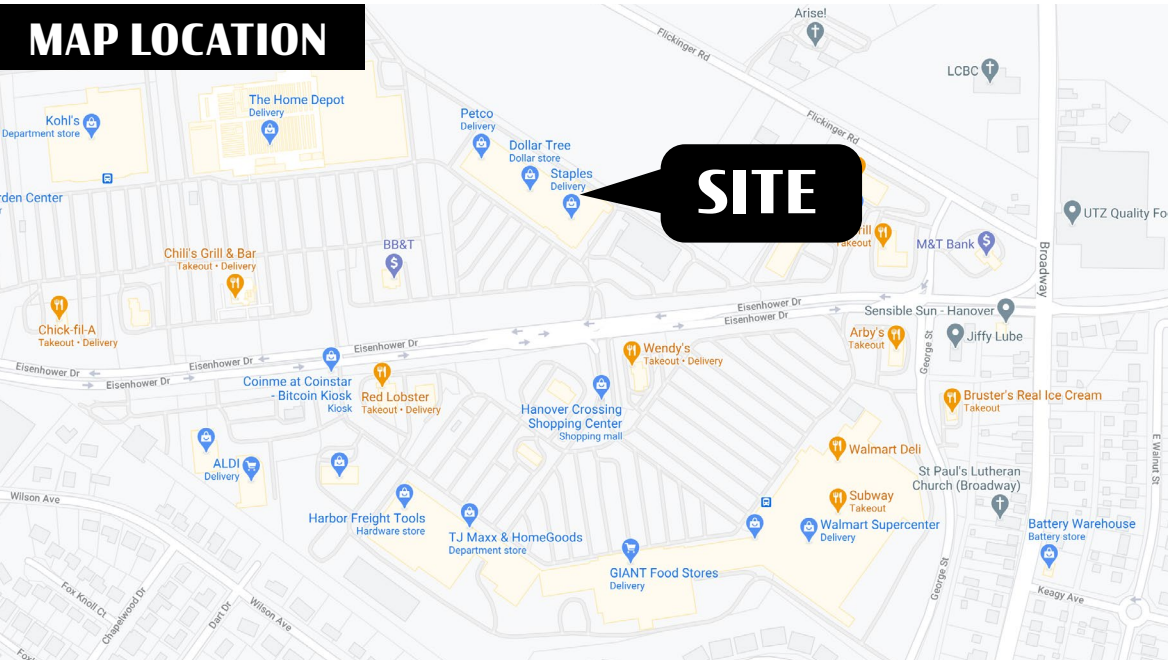 MAP LOCATION
Arise!
Flickinger Rd
LCBC
Kohl's
Department store
The Home Depot
Delivery
Petco
Delivery
Dollar Tree
Dollar store
Staples
Delivery
Flickinger Rd
SITE
rden Center
UTZ Quality Fo
Takeout
M&T Bank
Broadway
Chili's Grill & Bar
Takeout • Delivery
BB&T
Chick-fil-A
Takeout • Delivery
Eisenhower Dr
Eisenhower Dr
Sensible Sun - Hanover
Jiffy Lube
Arby's
Takeout
George St
Eisenhower Dr
Eisenhower Dr
Eisenhower Dr
Eisenhower Dr
Wendy's
Takeout • Delivery
Coinme at Coinstar
- Bitcoin Kiosk
Kiosk
Red Lobster
Takeout • Delivery
Hanover Crossing
Shopping Center
Shopping mall
Bruster's Real Ice Cream
Takeout
E Walnut St
ALDI
Delivery
Walmart Deli
St Paul's Lutheran
Church (Broadway)
Wilson Ave
Subway
Takeout
Harbor Freight Tools
Hardware store
TJ Maxx & HomeGoods
Department store
Walmart Supercenter
Delivery
Battery Warehouse
Battery store
GIANT Food Stores
Delivery
George St
Keagy Ave
Fox Knoll Ct
Chapelwood Dr
Dart Dr
Wilson Ave